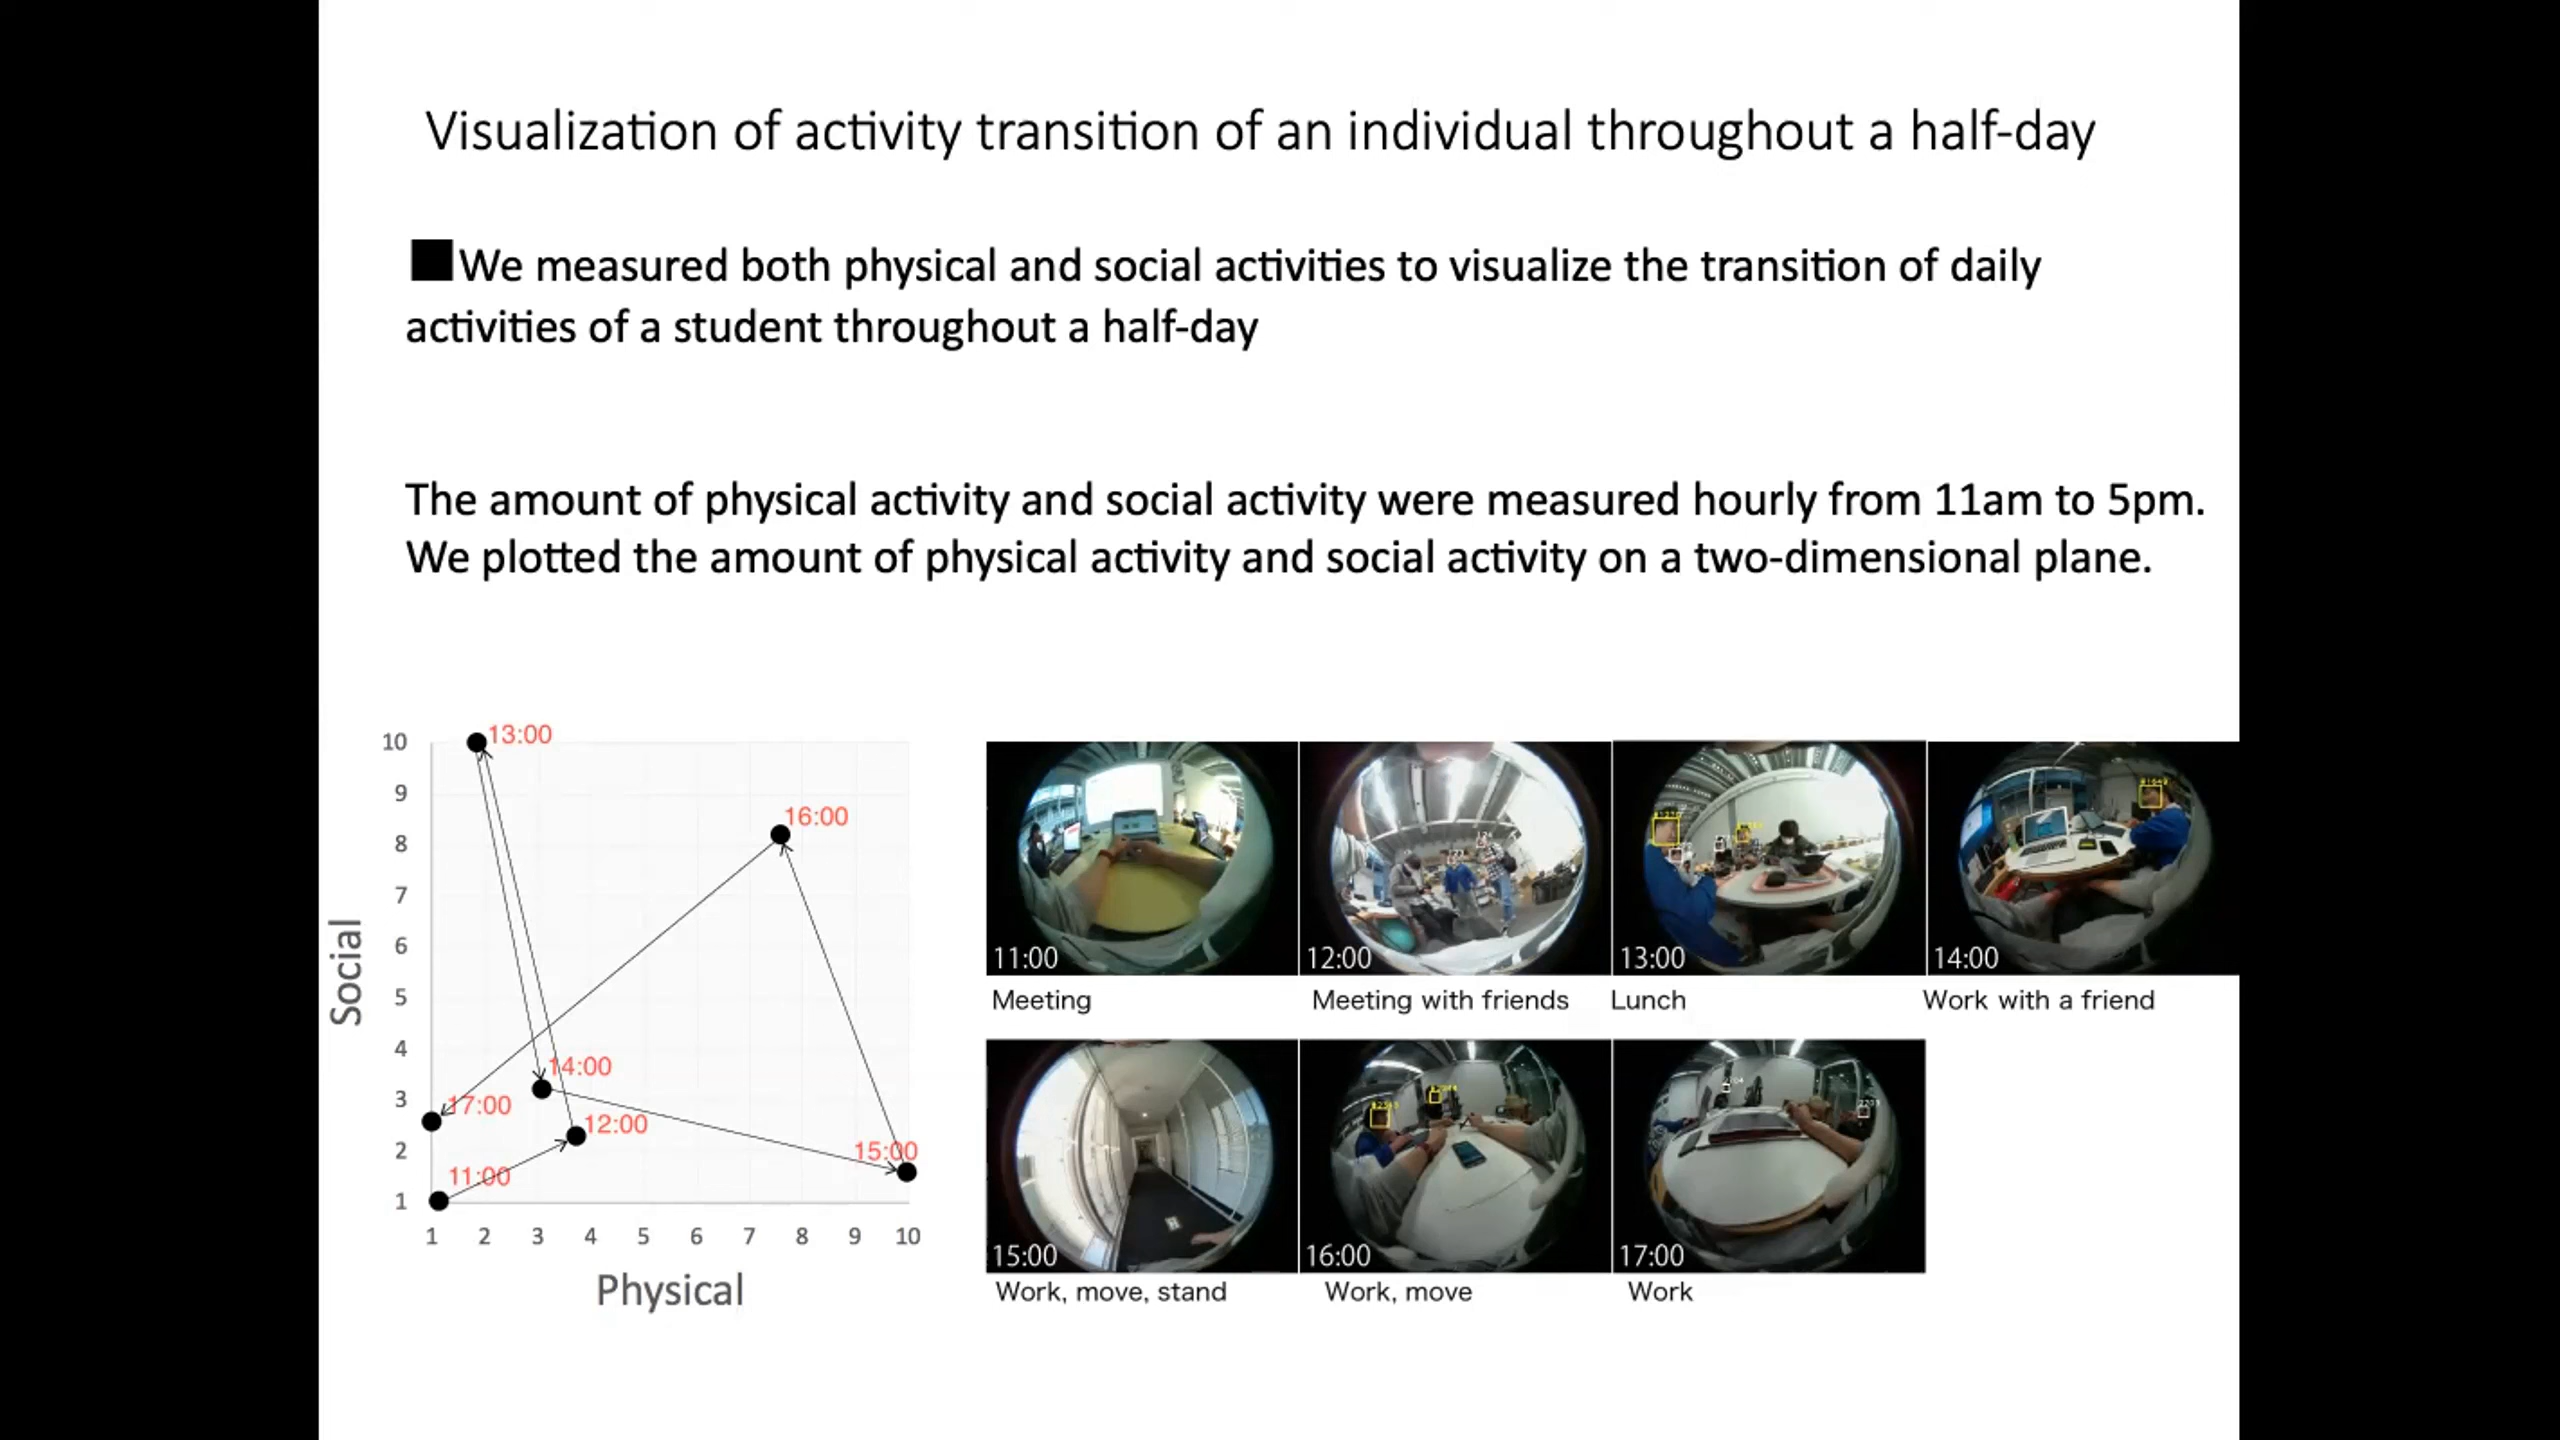 Visualization of activity transition of an individual throughout a half-day
■We measured both physical and social activities to visualize the transition of daily
activities of a student throughout a half-day
The amount of physical activity and social activity were measured hourly from 11am to 5pm.
We plotted the amount of physical activity and social activity on a two-dimensional plane.
10
9
8
7
6
5
4
3
2
1
Social
13:00
16:00
14:00
17:00
12:00
15:00
11:00
1 2 3 4 5 6 7 8 9 10
Physical
11:00 12:00 13:00 14:00
Meeting Meeting with friends Lunch Work with a friend
15:00 16:00 17:00
Work, move, stand Work, move Work